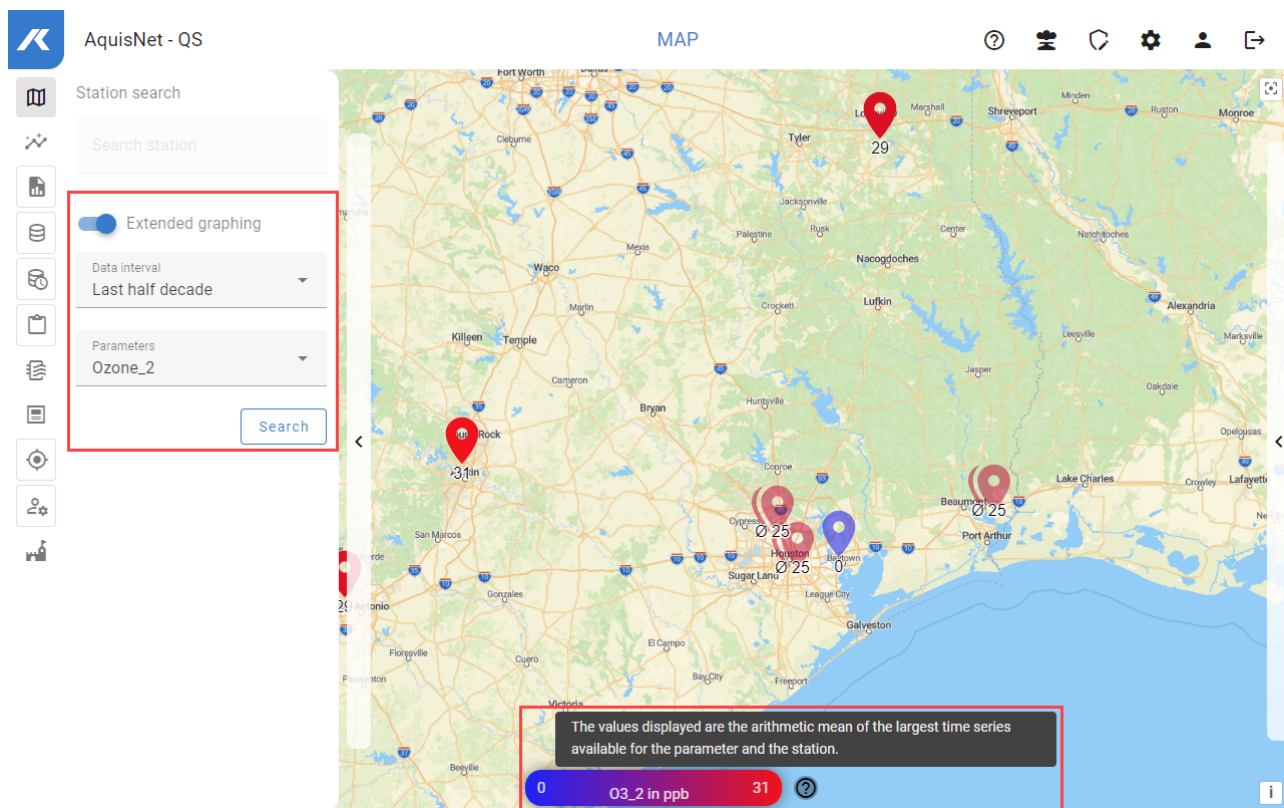 AquisNet - QS
MAP
Station search
Search station
Extended graphing
Data interval
Last half decade
Parameters
Ozone_2
Search
Fort Worth
Cleburne
Tyler
Marshall
29
Shreveport
Minden
Ruston
Monroe
Jacksonville
Palestine
Rusk
Center
Natchitoches
Mexia
Waco
Nacogdoches
Marlin
Crockett
Lufkin
Alexandria
Killeen
Temple
Leesville
Marksville
Cameron
Jasper
Oakdale
Bryan
Huntsville
Rock
Opelousas
31
Conroe
Lake Charles
Crowley
Lafayette
Beaumont
Ø 25
Cypress
Ø 25
San Marcos
Port Arthur
Houston
Baytown
Ø 25
0
Sugar Land
Gonzales
League City
29
Antonio
Galveston
El Campo
Floresville
Cuero
Bay City
Freeport
Victoria
Beeville
The values displayed are the arithmetic mean of the largest time series
available for the parameter and the station.
0
O3_2 in ppb
31